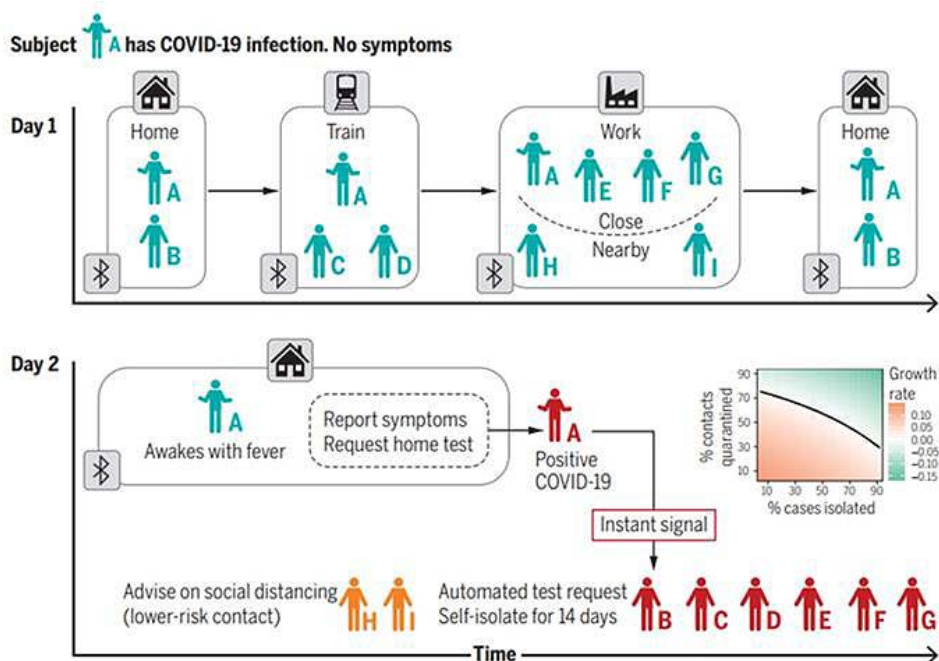 Subject A has COVID-19 infection. No symptoms
Day 1
Home
Train
Work
Home
A
A
A
E
F
G
A
B
C
D
Close
Nearby
H
I
B
Day 2
A
Awakes with fever
Report symptoms
Request home test
A
Positive
COVID-19
Instant signal
% contacts
quarantined
90
70
50
30
10
10 30 50 70 90
% cases isolated
Growth
rate
0.10
0.05
0.00
−0.05
−0.10
−0.15
Advise on social distancing
(lower-risk contact)
H I
Automated test request
Self-isolate for 14 days
B C D E F G
Time